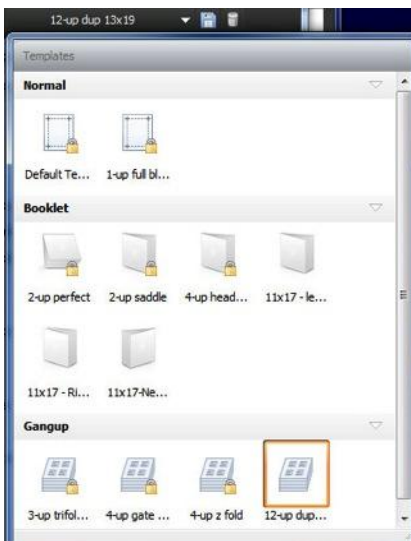 12-up dup 13x19
Templates
Normal
Default Te... 1-up full bl...
Booklet
2-up perfect 2-up saddle 4-up head... 11x17 - le...
11x17 - Ri... 11x17-Ne...
Gangup
3-up trifol... 4-up gate ... 4-up z fold 12-up dup...